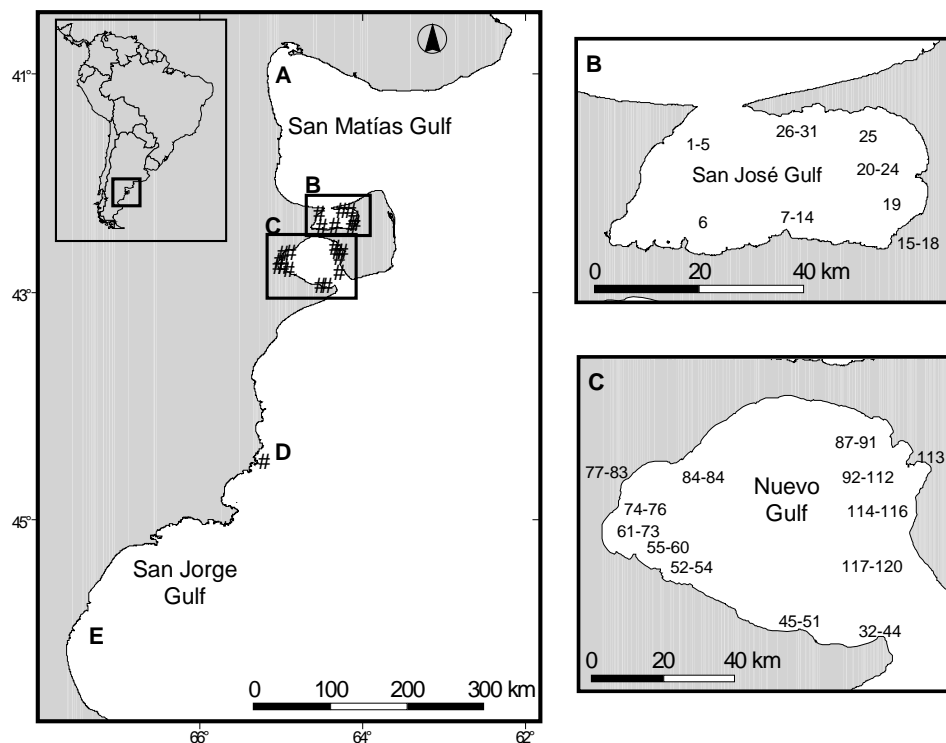 A
41°
San Matías Gulf
B
C
43°
D
45°
San Jorge
Gulf
E
0 100 200 300 km
66° 64° 62°
B
26-31
25
1-5
San José Gulf
20-24
19
6
7-14
15-18
0 20 40 km
C
87-91
113
77-83
84-84
92-112
Nuevo
Gulf
74-76
114-116
61-73
55-60
52-54
117-120
45-51
32-44
0 20 40 km